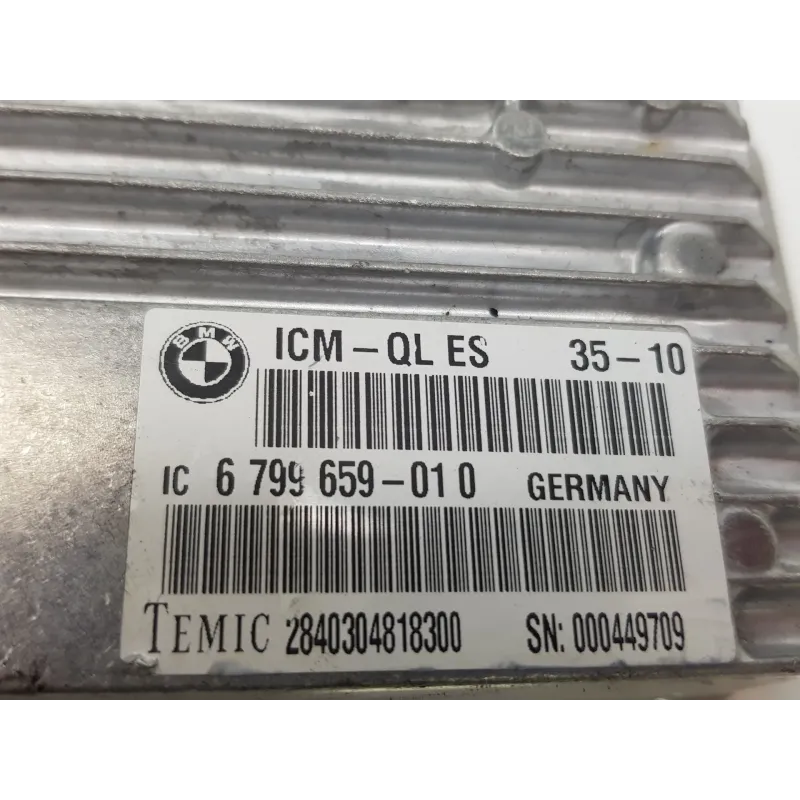 BMW ICM-QL ES 35-10
IC 6 799 659-01 0 GERMANY
TEMIC 2840304818300 SN: 000449709